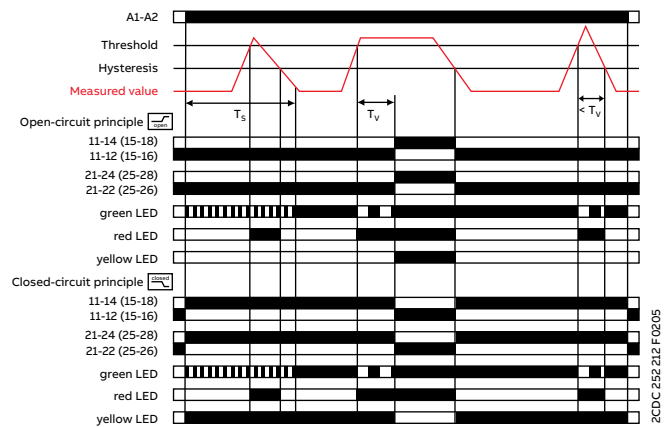 A1-A2
Threshold
Hysteresis
Measured value
Ts
Tv
< Tv
Open-circuit principle open
11-14 (15-18)
11-12 (15-16)
21-24 (25-28)
21-22 (25-26)
green LED
red LED
yellow LED
Closed-circuit principle closed
11-14 (15-18)
11-12 (15-16)
21-24 (25-28)
21-22 (25-26)
green LED
red LED
yellow LED
2CDC 252 212 F0205